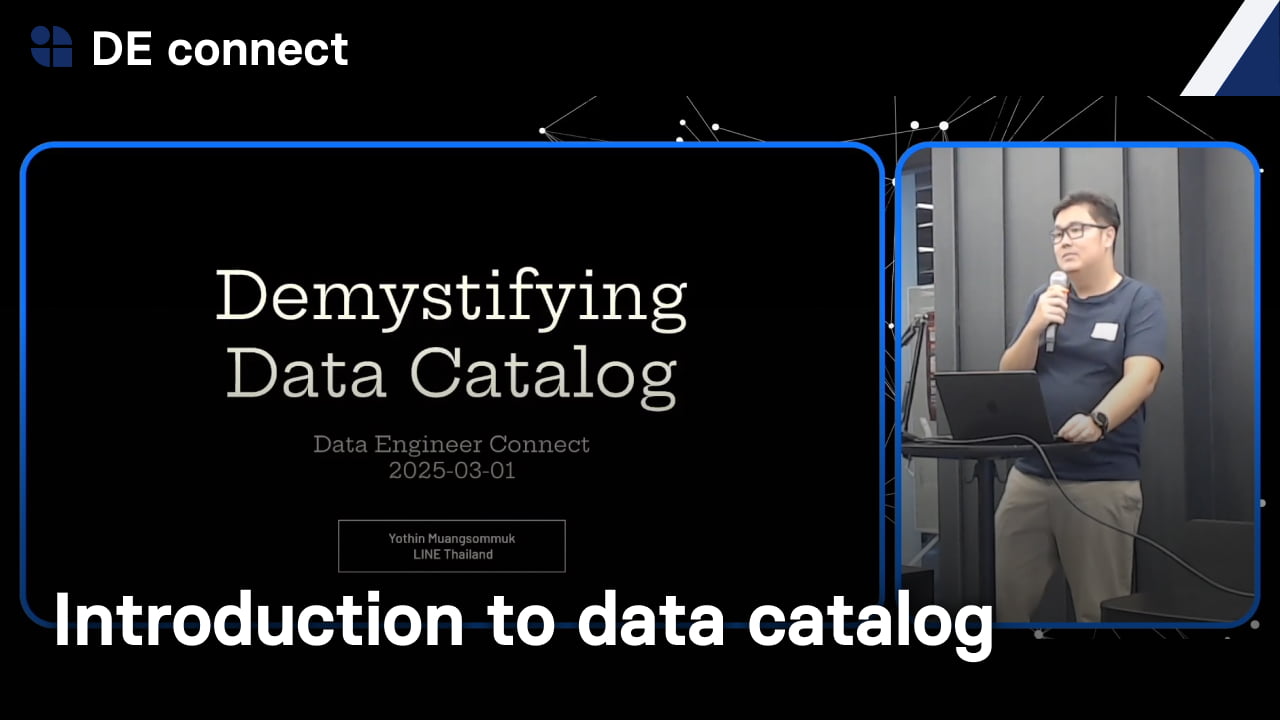 DE connect
Demystifying
Data Catalog
Data Engineer Connect
2025-03-01
Yothin Muangsommuk
LINE Thailand
Introduction to data catalog